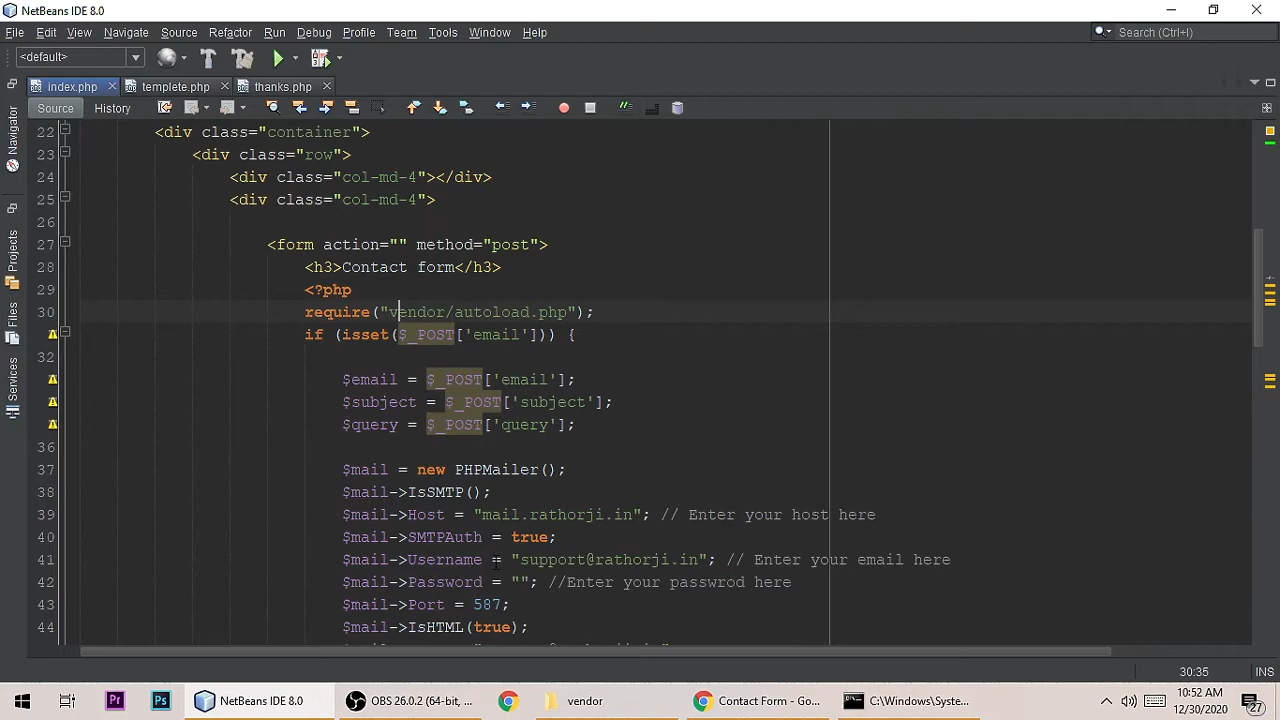 NetBeans IDE 8.0
File Edit View Navigate Source Refactor Run Debug Profile Team Tools Window Help
Search (Ctrl+I)
<default>
index.php templete.php thanks.php
Source History
Navigator
Projects
Files
Services
22 <div class="container">
23 <div class="row">
24 <div class="col-md-4"></div>
25 <div class="col-md-4">
26
27 <form action="" method="post">
28 <h3>Contact form</h3>
29 <?php
30 require("vendor/autoload.php");
if (isset($_POST['email'])) {
32
$email = $_POST['email'];
$subject = $_POST['subject'];
$query = $_POST['query'];
36
37 $mail = new PHPMailer();
38 $mail->IsSMTP();
39 $mail->Host = "mail.rathorji.in"; // Enter your host here
40 $mail->SMTPAuth = true;
41 $mail->Username = "support@rathorji.in"; // Enter your email here
42 $mail->Password = ""; //Enter your passwrod here
43 $mail->Port = 587;
44 $mail->IsHTML(true);
30:35 INS
Pr Ps NetBeans IDE 8.0 OBS 26.0.2 (64-bit... vendor Contact Form - Go... C:\Windows\Syste...
10:52 AM
12/30/2020
27